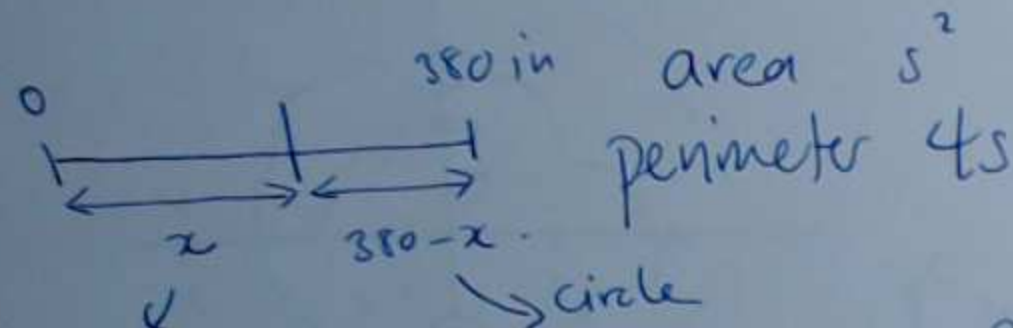 0 380 in area s²
perimeter 4s
x 380-x.
circle